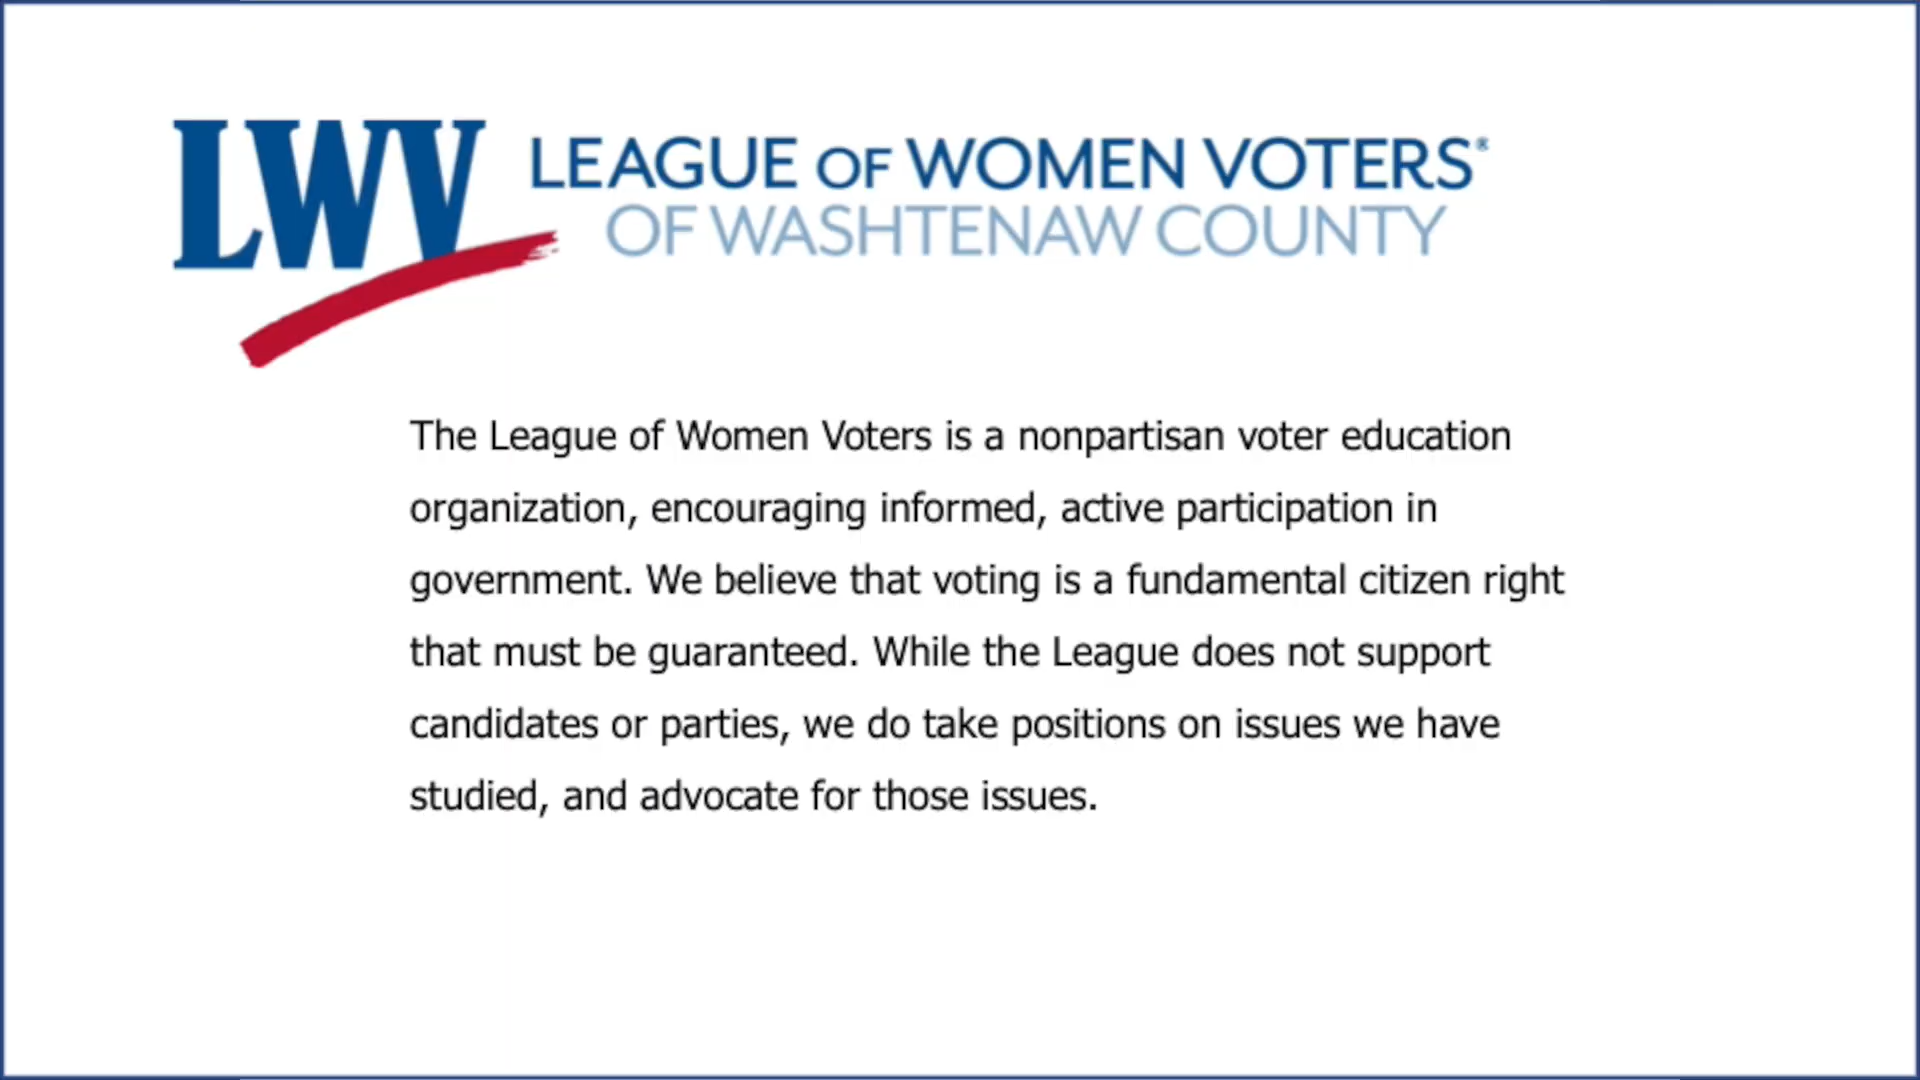 LWV
LEAGUE OF WOMEN VOTERS®
OF WASHTENAW COUNTY
The League of Women Voters is a nonpartisan voter education
organization, encouraging informed, active participation in
government. We believe that voting is a fundamental citizen right
that must be guaranteed. While the League does not support
candidates or parties, we do take positions on issues we have
studied, and advocate for those issues.